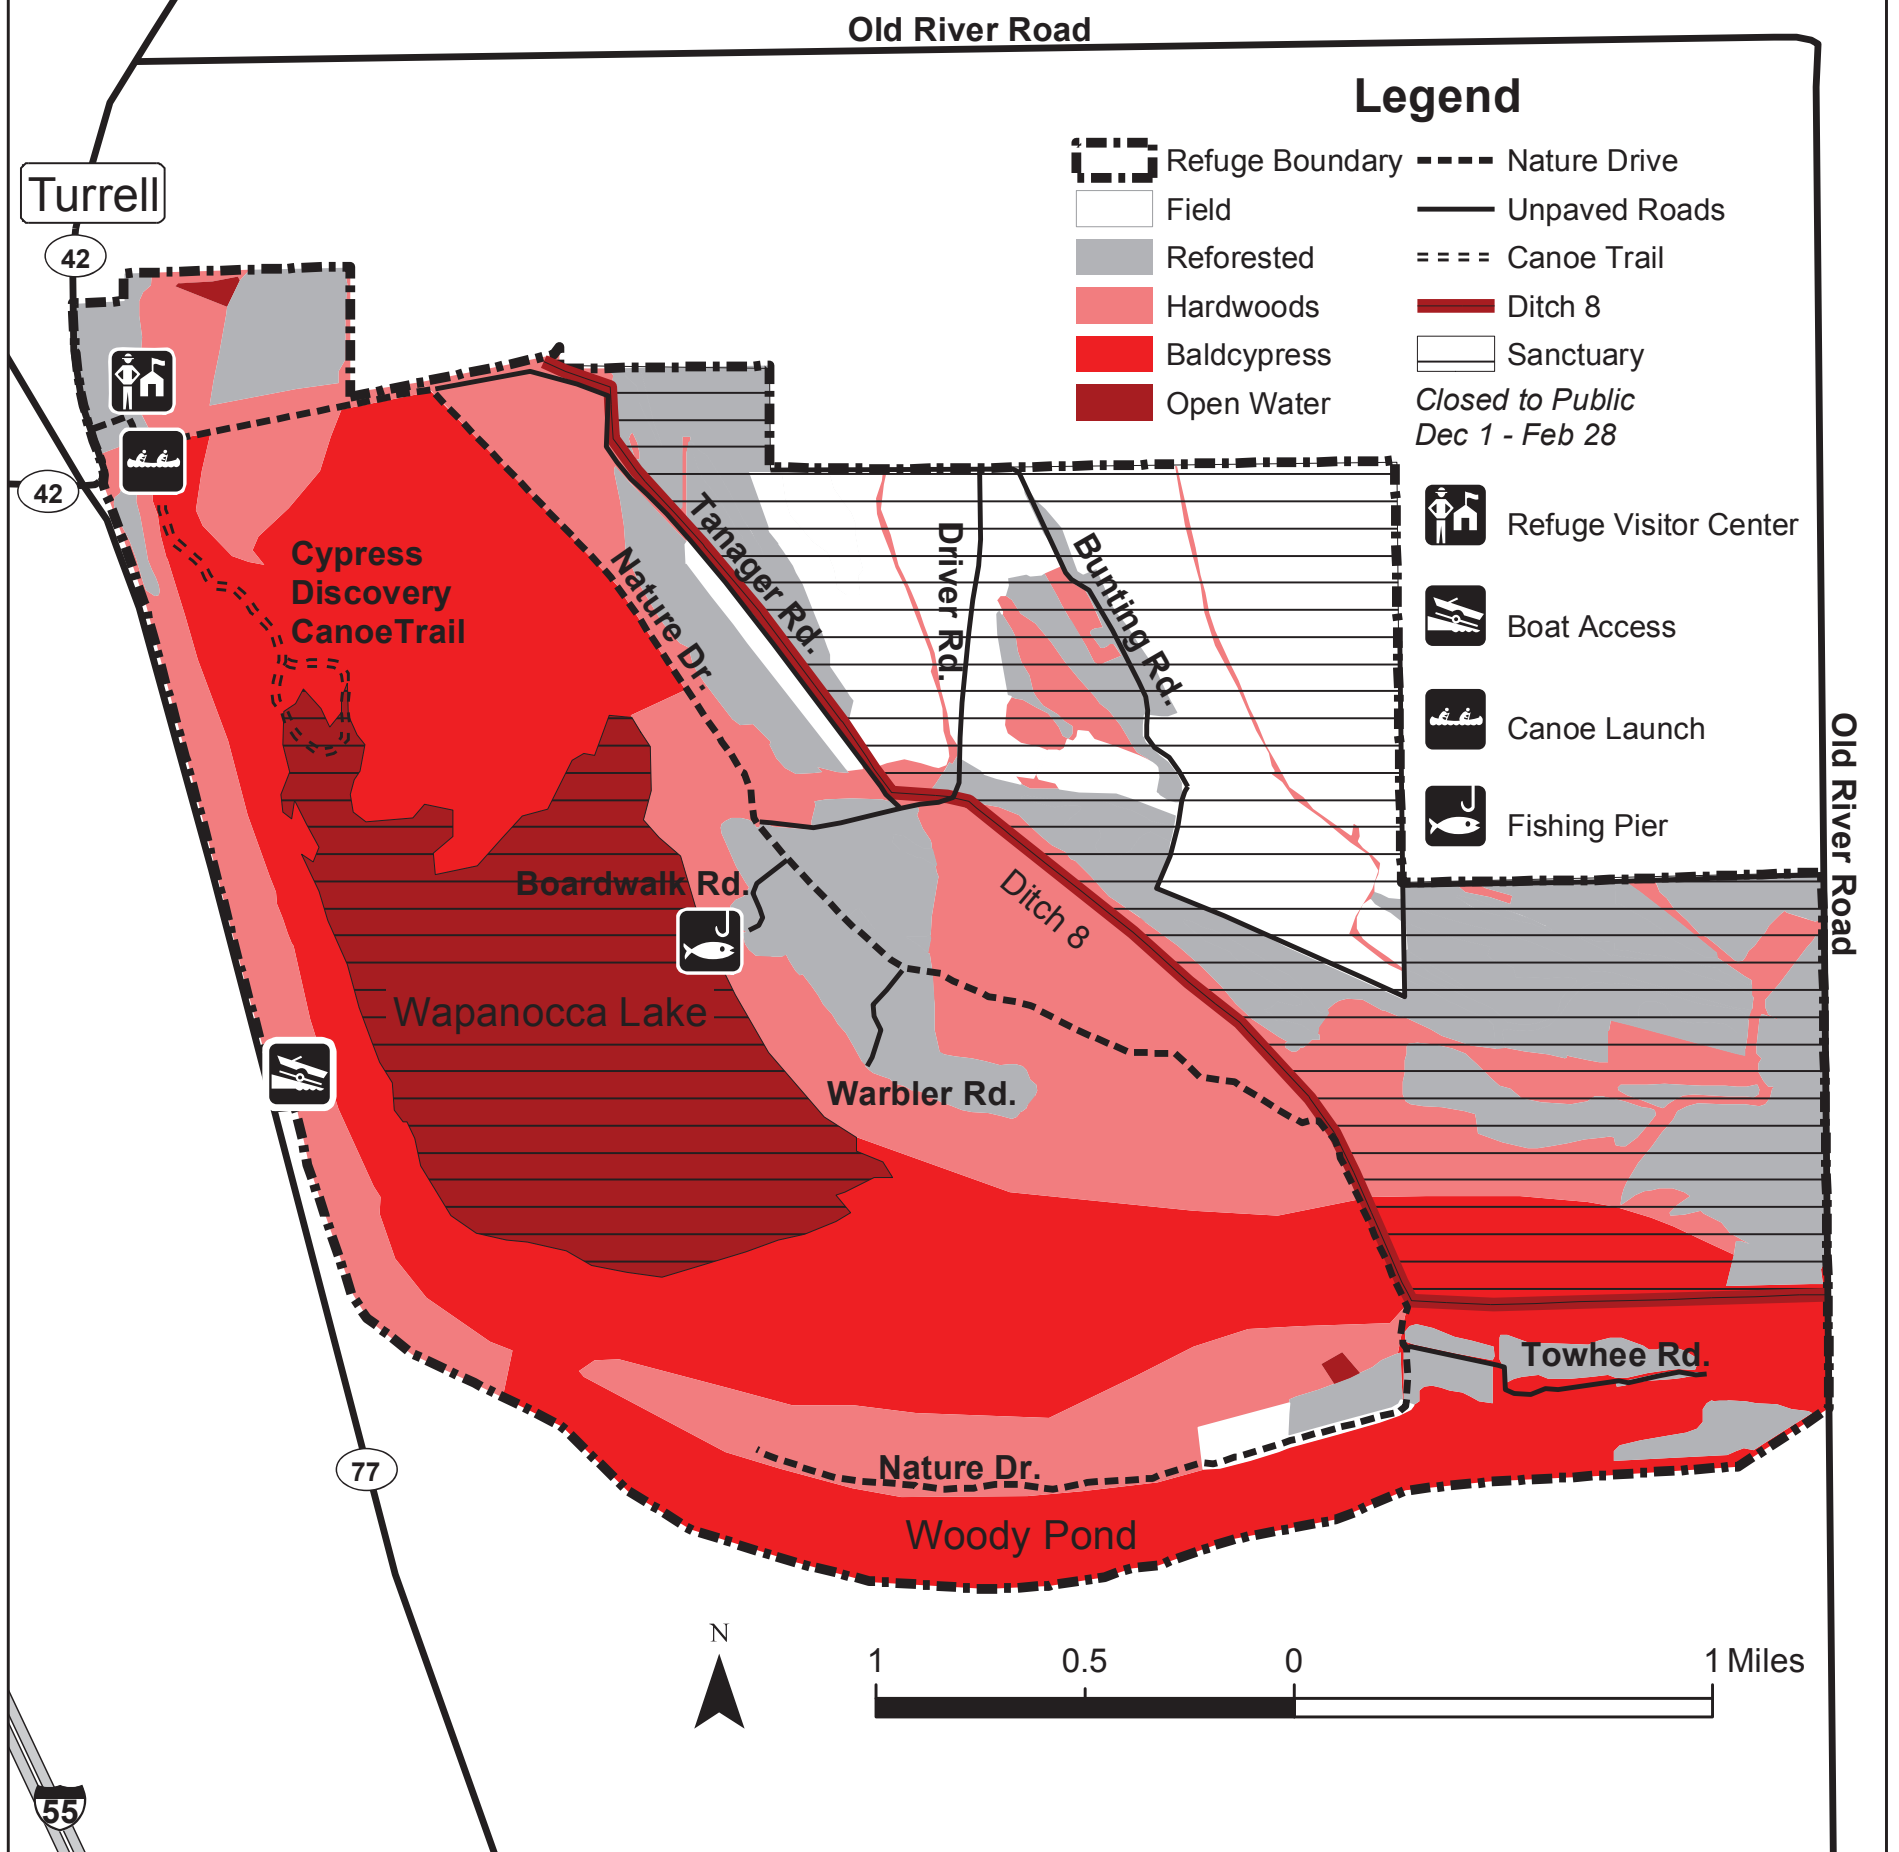 Old River Road
Legend
Refuge Boundary
Field
Reforested
Hardwoods
Baldcypress
Open Water
Nature Drive
Unpaved Roads
Canoe Trail
Ditch 8
Sanctuary
Closed to Public
Dec 1 - Feb 28
Refuge Visitor Center
Boat Access
Canoe Launch
Fishing Pier
Turrell
42
42
Cypress
Discovery
CanoeTrail
Nature Dr.
Tanager Rd.
Driver Rd.
Bunting Rd.
Old River Road
Boardwalk Rd.
Ditch 8
Wapanocca Lake
Warbler Rd.
Towhee Rd.
Nature Dr.
Woody Pond
77
N
1
0.5
0
1 Miles
55